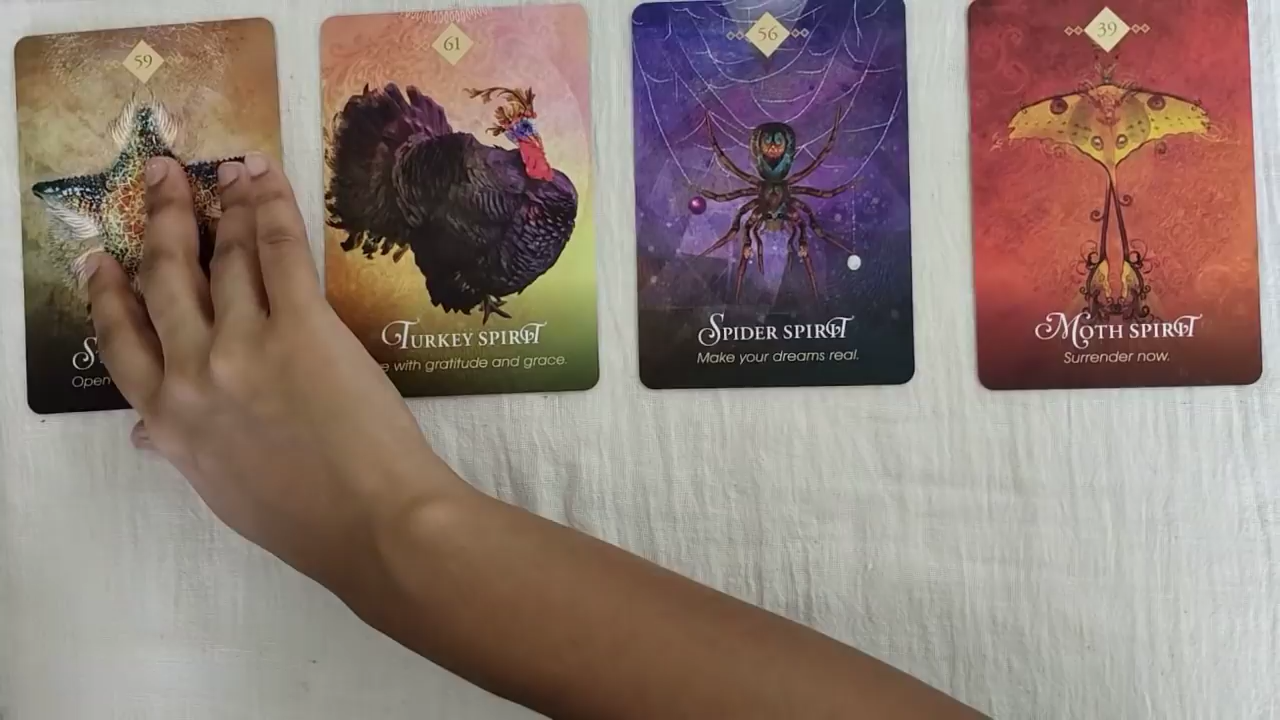 59
Open
61
TURKEY SPIRIT
e with gratitude and grace.
56
SPIDER SPIRIT
Make your dreams real.
39
MOTH SPIRIT
Surrender now.